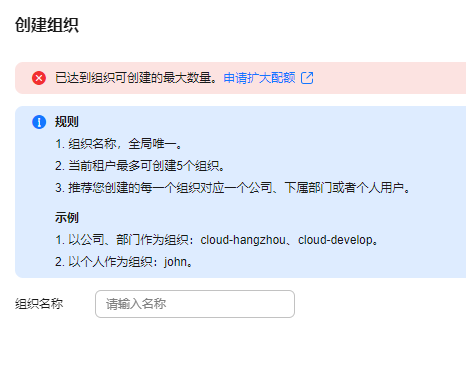 创建组织
已达到组织可创建的最大数量。申请扩大配额
规则
1. 组织名称，全局唯一。
2. 当前租户最多可创建5个组织。
3. 推荐您创建的每一个组织对应一个公司、下属部门或者个人用户。
示例
1. 以公司、部门作为组织：cloud-hangzhou、cloud-develop。
2. 以个人作为组织：john。
组织名称 请输入名称